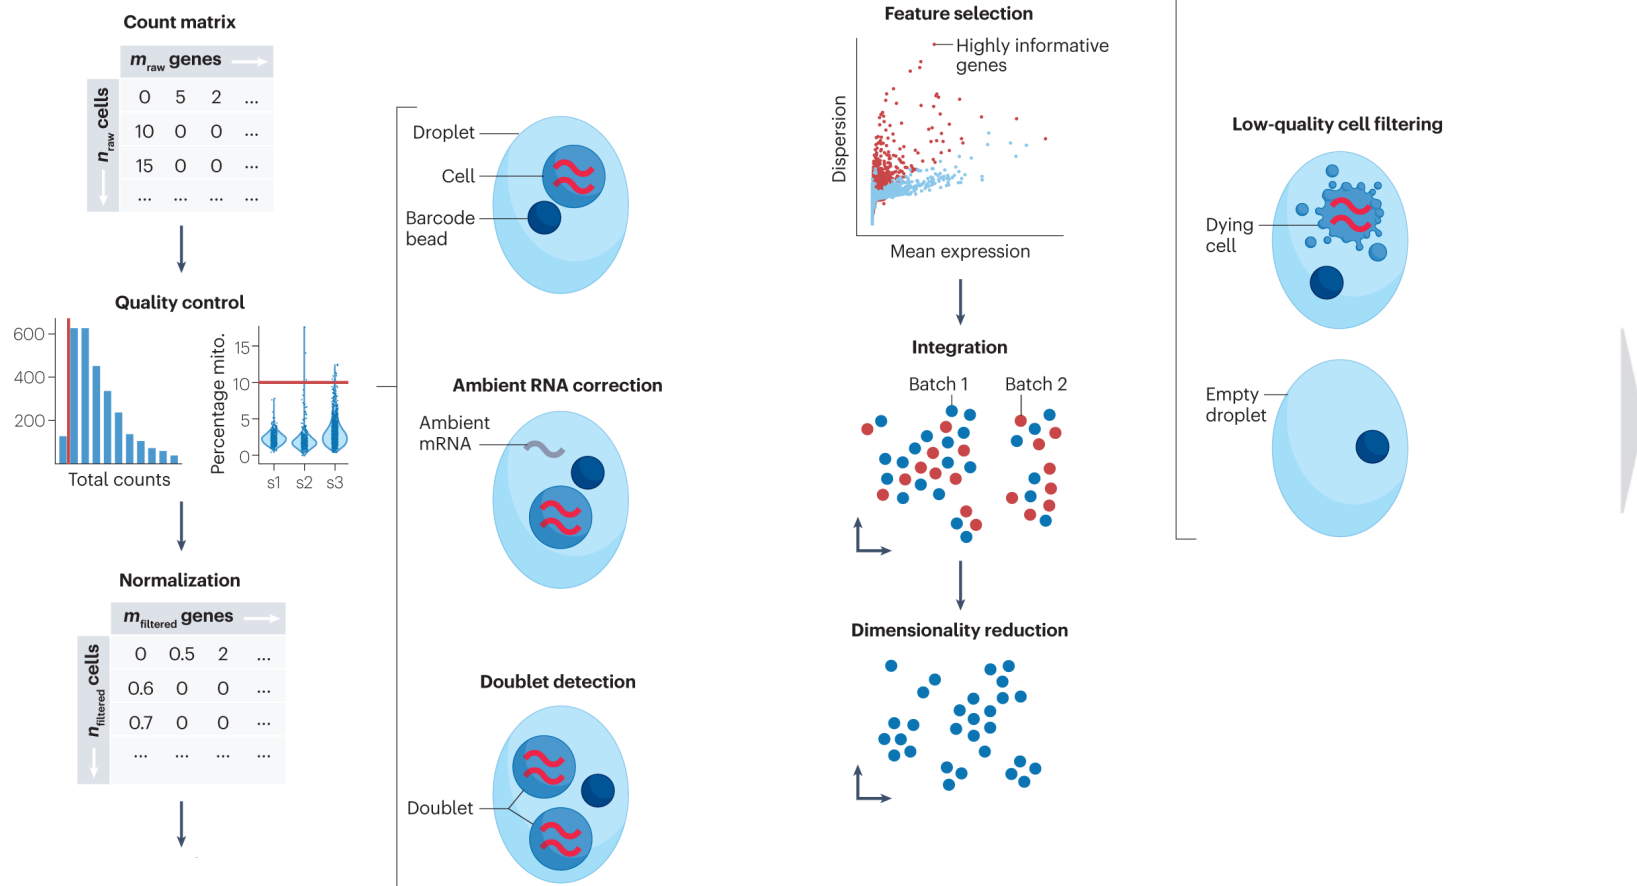 Count matrix
m raw genes
n raw cells
0 5 2 ...
10 0 0 ...
15 0 0 ...
... ... ... ...
Quality control
600
400
200
Total counts
Percentage mito.
15
10
5
0
s1 s2 s3
Normalization
m filtered genes
n filtered cells
0 0.5 2 ...
0.6 0 0 ...
0.7 0 0 ...
... ... ... ...
Droplet
Cell
Barcode
bead
Ambient RNA correction
Ambient
mRNA
Doublet detection
Doublet
Feature selection
Highly informative
genes
Dispersion
Mean expression
Integration
Batch 1
Batch 2
Dimensionality reduction
Low-quality cell filtering
Dying
cell
Empty
droplet